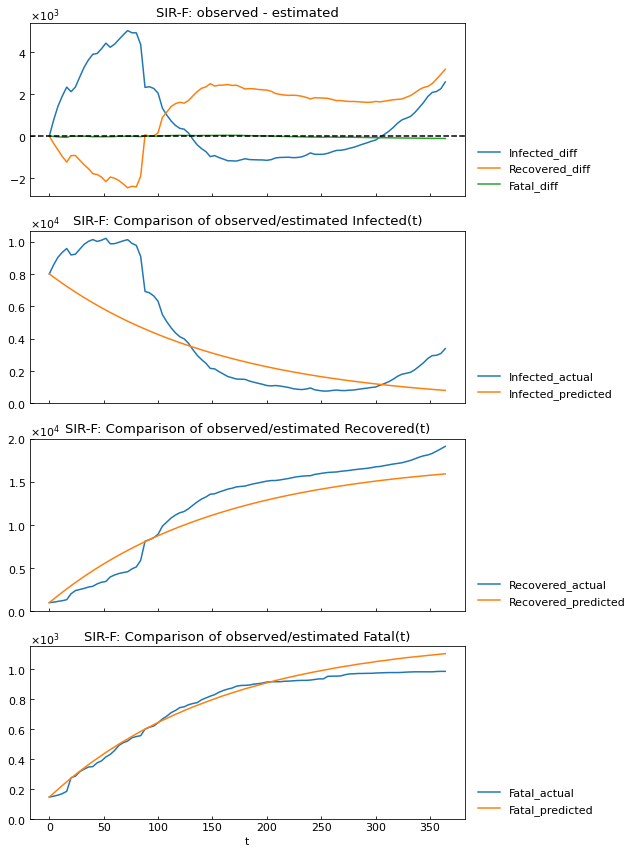 SIR-F: observed - estimated
×10³
4
2
0
−2
Infected_diff
Recovered_diff
Fatal_diff
SIR-F: Comparison of observed/estimated Infected(t)
×10⁴
1.0
0.8
0.6
0.4
0.2
0.0
Infected_actual
Infected_predicted
SIR-F: Comparison of observed/estimated Recovered(t)
×10⁴
2.0
1.5
1.0
0.5
0.0
Recovered_actual
Recovered_predicted
SIR-F: Comparison of observed/estimated Fatal(t)
×10³
1.0
0.8
0.6
0.4
0.2
0.0
Fatal_actual
Fatal_predicted
0 50 100 150 200 250 300 350
t